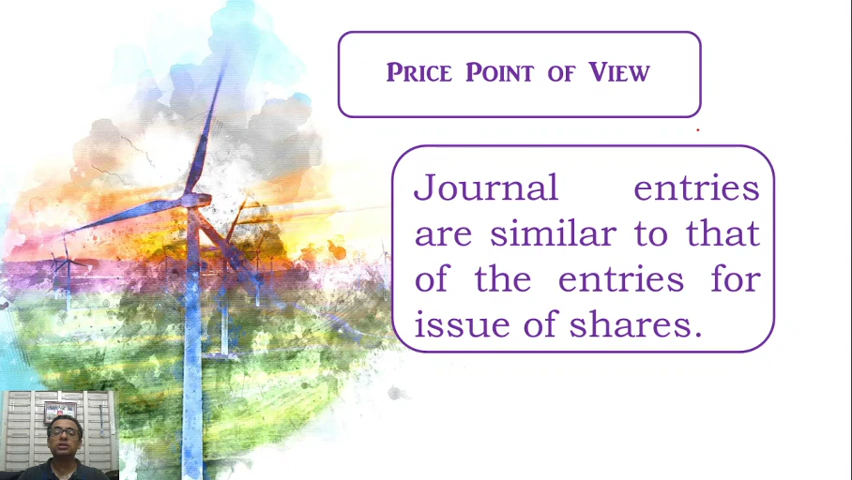 Price Point of View
Journal entries
are similar to that
of the entries for
issue of shares.